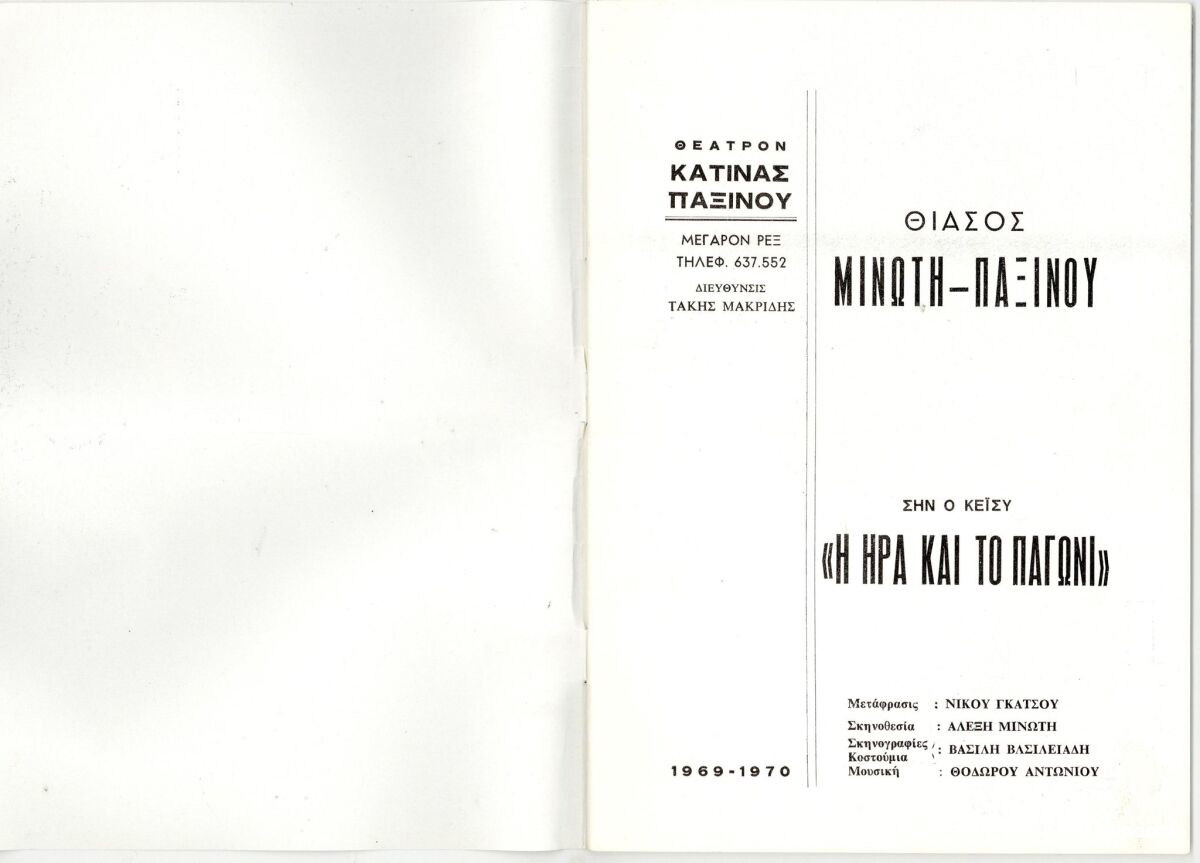 ΘΕΑΤΡΟΝ
ΚΑΤΙΝΑΣ
ΠΑΞΙΝΟΥ
ΜΕΓΑΡΟΝ ΡΕΞ
ΤΗΛΕΦ. 637.552
ΔΙΕΥΘΥΝΣΙΣ
ΤΑΚΗΣ ΜΑΚΡΙΔΗΣ
1969-1970
ΘΙΑΣΟΣ
ΜΙΝΩΤΗ–ΠΑΞΙΝΟΥ
ΣΗΝ Ο ΚΕΪΣΥ
«Η ΗΡΑ ΚΑΙ ΤΟ ΠΑΓΩΝΙ»
Μετάφρασις : ΝΙΚΟΥ ΓΚΑΤΣΟΥ
Σκηνοθεσία : ΑΛΕΞΗ ΜΙΝΩΤΗ
Σκηνογραφίες
Κοστούμια : ΒΑΣΙΛΗ ΒΑΣΙΛΕΙΑΔΗ
Μουσική : ΘΟΔΩΡΟΥ ΑΝΤΩΝΙΟΥ